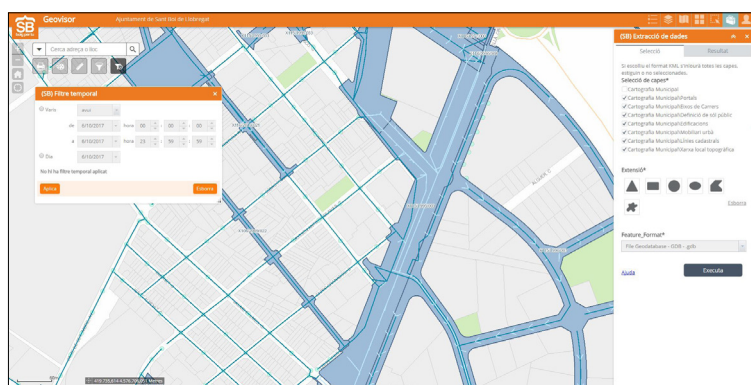 SB
Geovisor
Ajuntament de Sant Boi de Llobregat
Cerca adreça o lloc
(SB) Filtre temporal
Rang
avui
de
8/10/2017
hora:
00
:
00
:
00
a
8/10/2017
hora:
23
:
59
:
59
Dia
8/10/2017
No hi ha filtre temporal aplicat
Aplica
Esborra
(SB) Extracció de dades
Selecció
Resultat
Si escolliu el format KML s'inclourà totes les capes,
estiguin o no seleccionades.
Selecció de capes*
Cartografia Municipal
Cartografia Municipal\Portals
Cartografia Municipal\Eixos de Carrers
Cartografia Municipal\Definició de sòl públic
Cartografia Municipal\Edificacions
Cartografia Municipal\Mobiliari urbà
Cartografia Municipal\Línies cadastrals
Cartografia Municipal\Xarxa local topogràfica
Extensió*
Esborra
Feature_Format*
File Geodatabase - GDB - .gdb
Ajuda
Executa